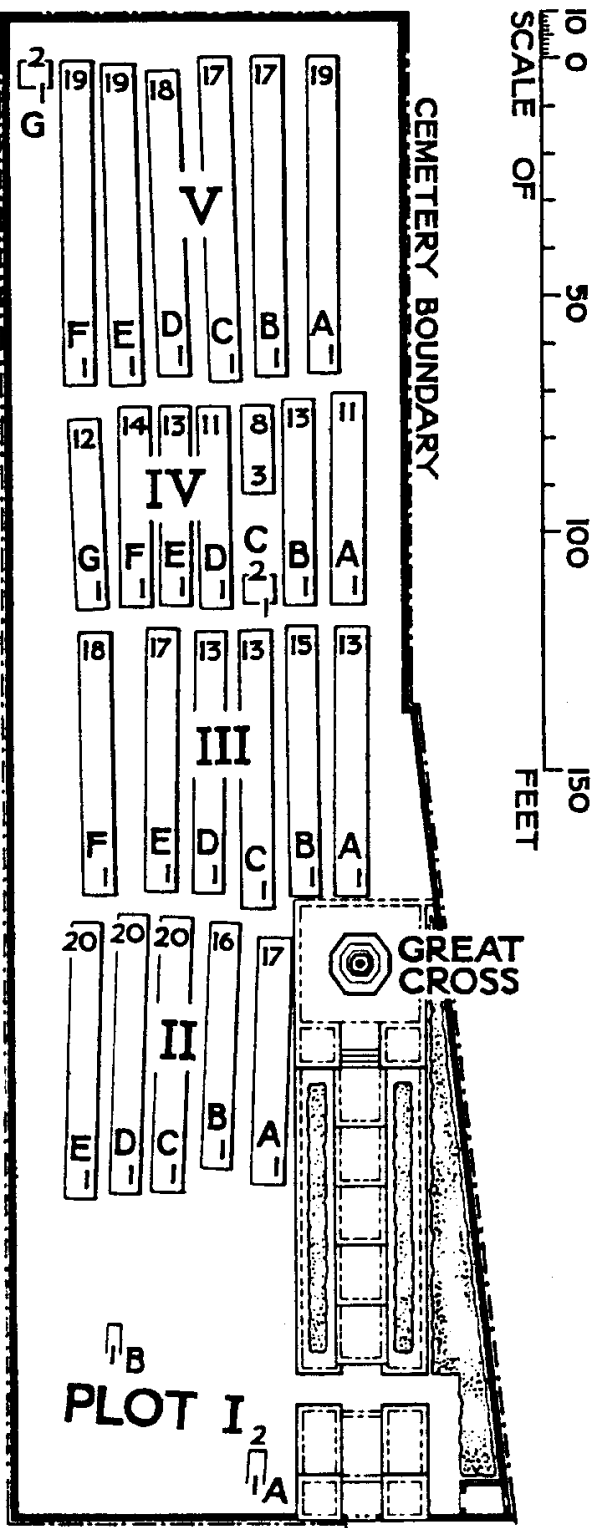 10 0 50 100 150
SCALE OF FEET
CEMETERY BOUNDARY
2 19 19 18 17 17 19
1
G
V
F E D C B A
1 1 1 1 1 1
12 14 13 11 8 13 11
3
IV
G F E D C B A
2
1 1 1 1 1 1 1
18 17 13 13 15 13
III
F E D C B A
1 1 1 1 1 1
20 20 20 16 17
GREAT
CROSS
II
E D C B A
1 1 1 1 1
1 B
PLOT I
2
1 A